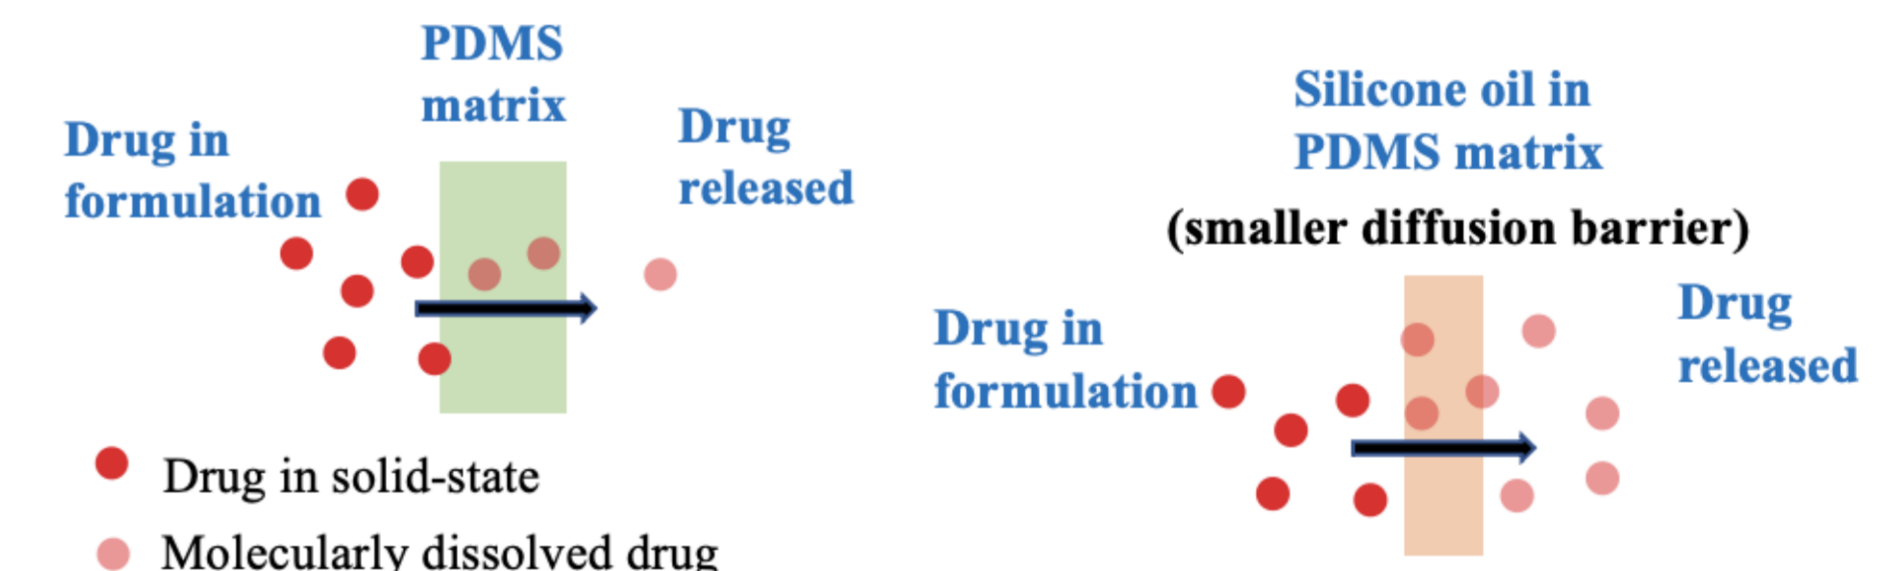 PDMS
matrix
Drug in
formulation
Drug
released
Drug in solid-state
Molecularly dissolved drug
Silicone oil in
PDMS matrix
(smaller diffusion barrier)
Drug in
formulation
Drug
released